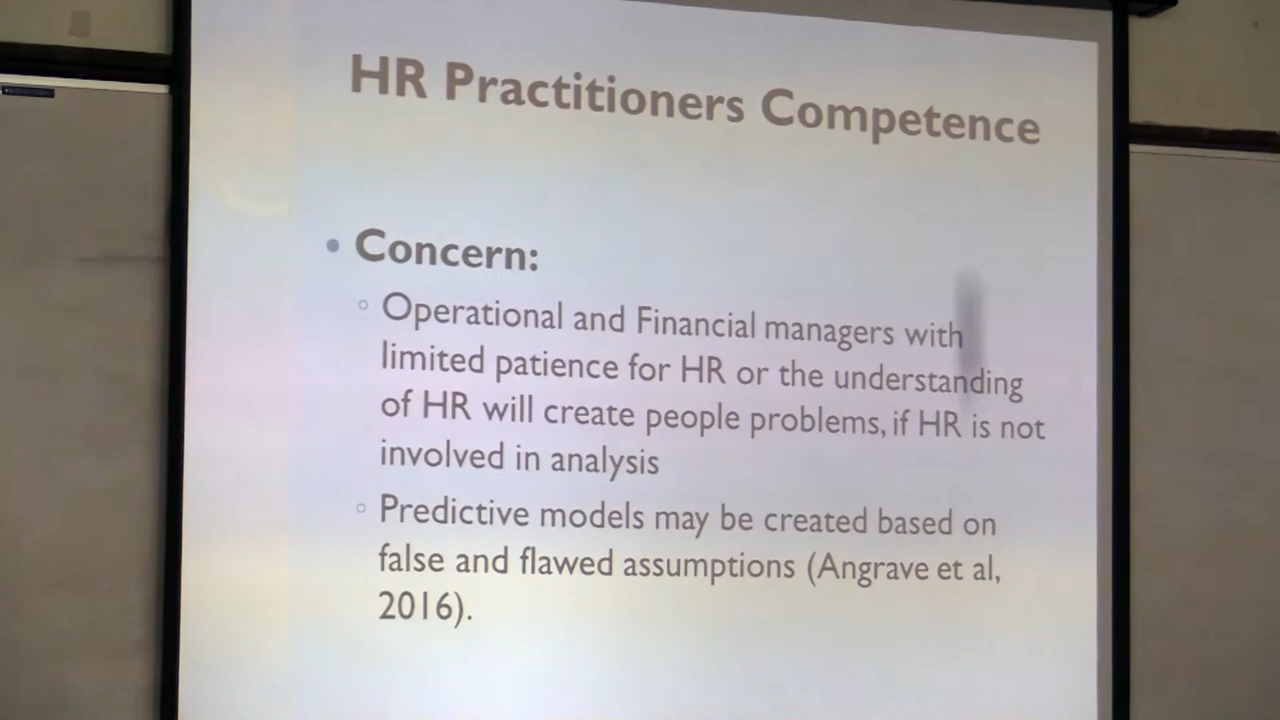 HR Practitioners Competence
• Concern:
◦ Operational and Financial managers with
limited patience for HR or the understanding
of HR will create people problems, if HR is not
involved in analysis
◦ Predictive models may be created based on
false and flawed assumptions (Angrave et al,
2016).